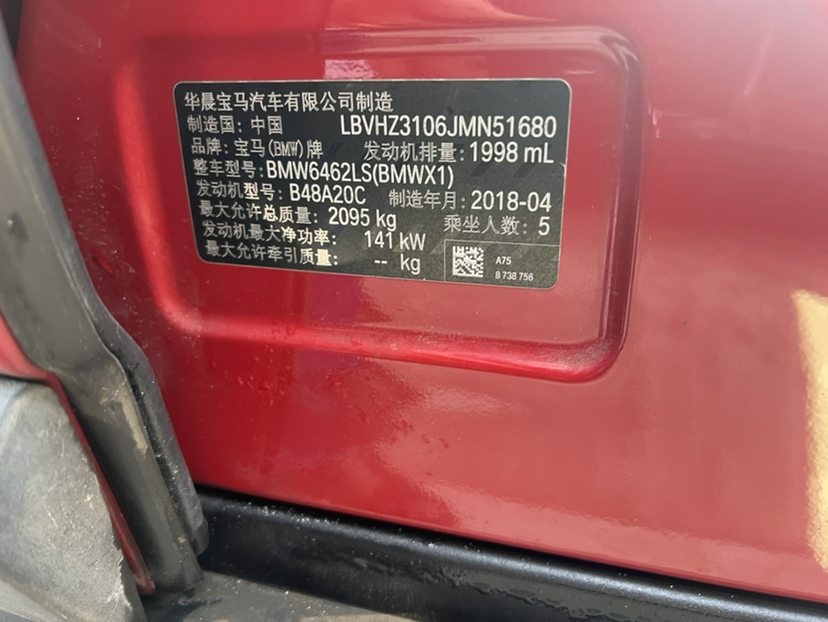 华晨宝马汽车有限公司制造
制造国: 中国 LBVHZ3106JMN51680
品牌: 宝马(BMW)牌 发动机排量: 1998 mL
整车型号: BMW6462LS(BMWX1)
发动机型号: B48A20C 制造年月: 2018-04
最大允许总质量: 2095 kg 乘坐人数: 5
发动机最大净功率: 141 kW
最大允许牵引质量: -- kg
A75
8 738 756